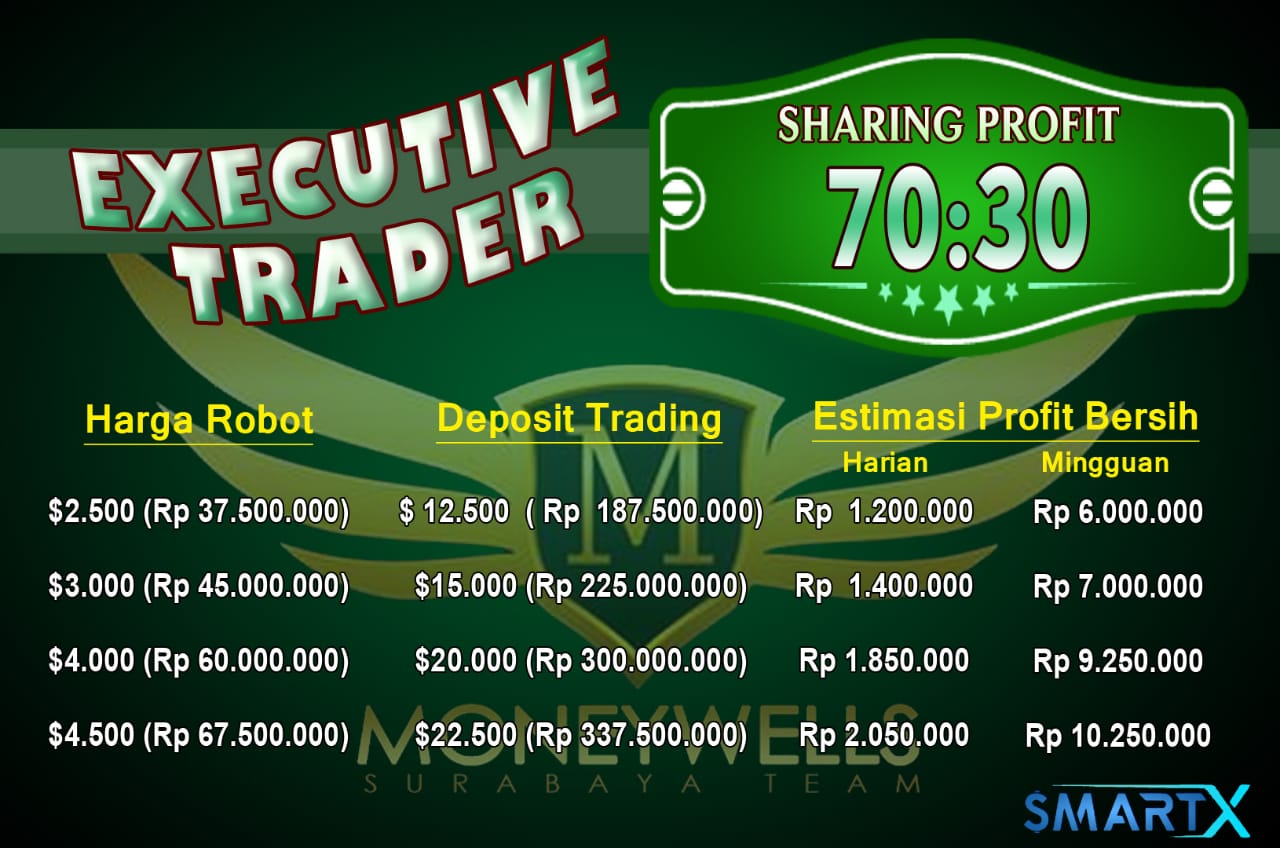 EXECUTIVE
TRADER
SHARING PROFIT
70:30
Harga Robot Deposit Trading Estimasi Profit Bersih
Harian Mingguan
$2.500 (Rp 37.500.000) $ 12.500 ( Rp 187.500.000) Rp 1.200.000 Rp 6.000.000
$3.000 (Rp 45.000.000) $15.000 (Rp 225.000.000) Rp 1.400.000 Rp 7.000.000
$4.000 (Rp 60.000.000) $20.000 (Rp 300.000.000) Rp 1.850.000 Rp 9.250.000
$4.500 (Rp 67.500.000) $22.500 (Rp 337.500.000) Rp 2.050.000 Rp 10.250.000
M
MONEYWELLS
SURABAYA TEAM
SMARTX